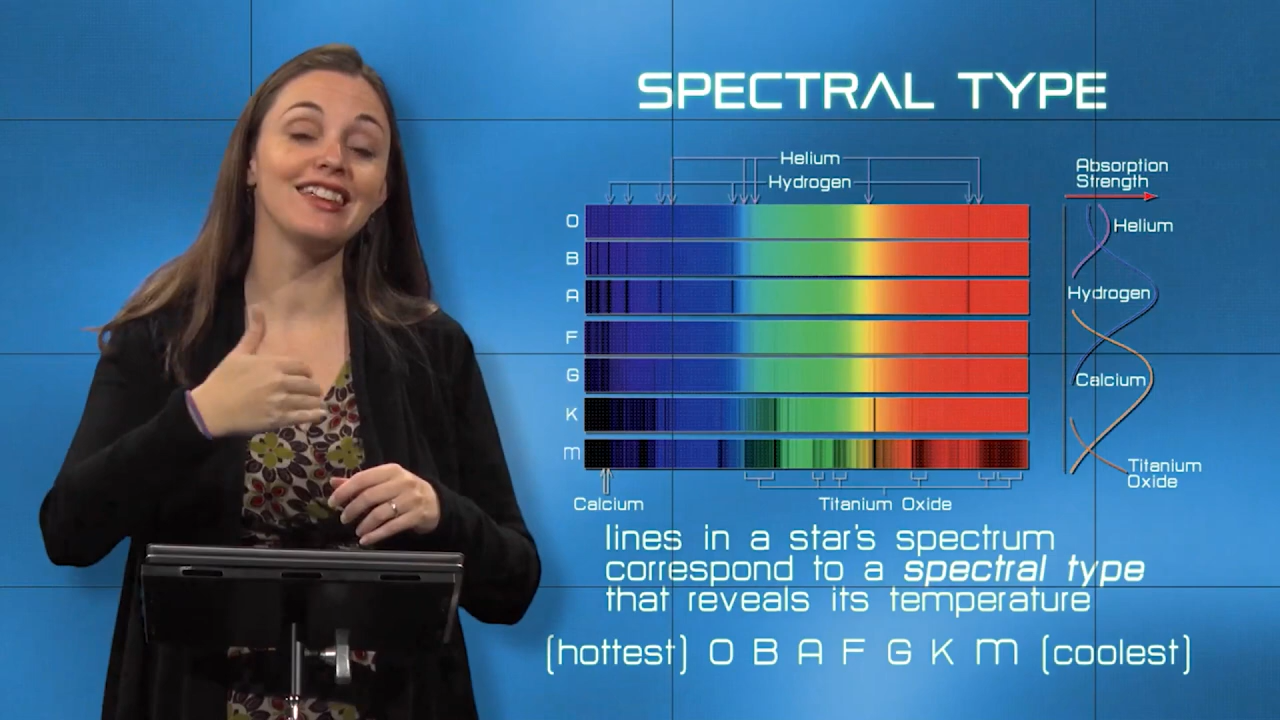 SPECTRAL TYPE
Helium
Hydrogen
O
B
A
F
G
K
M
Calcium
Titanium Oxide
Absorption
Strength
Helium
Hydrogen
Calcium
Titanium
Oxide
lines in a star's spectrum
correspond to a spectral type
that reveals its temperature
(hottest) O B A F G K M (coolest)